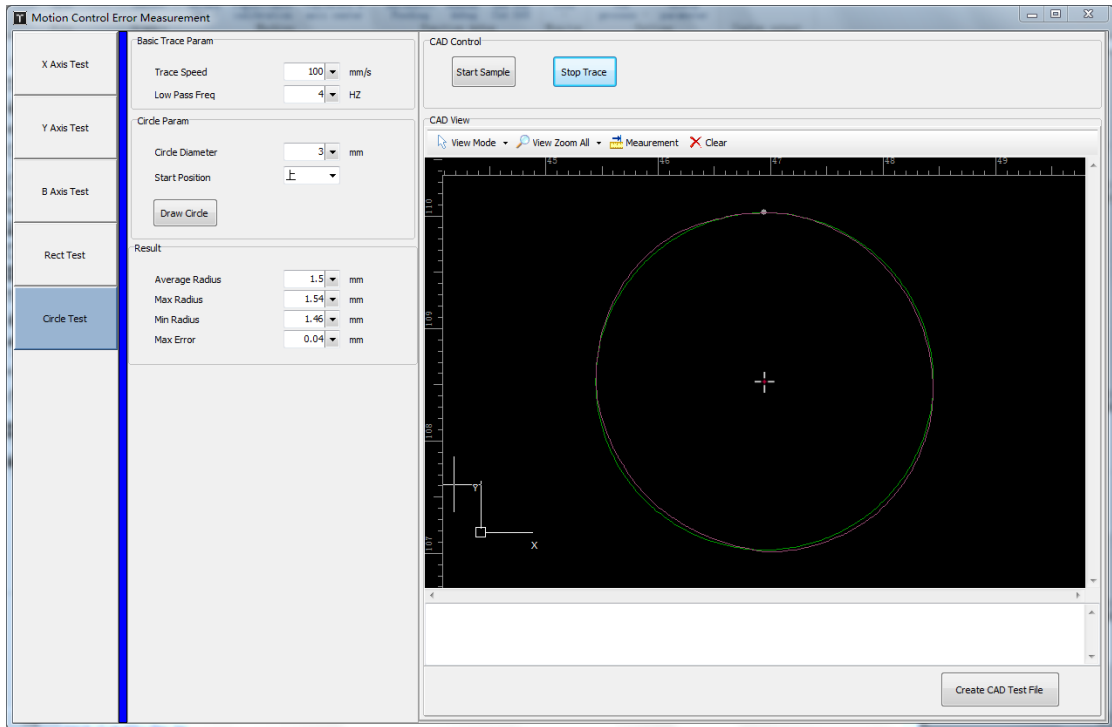 Motion Control Error Measurement
X Axis Test
Y Axis Test
B Axis Test
Rect Test
Circle Test
Basic Trace Param
Trace Speed 100 mm/s
Low Pass Freq 4 HZ
Circle Param
Circle Diameter 3 mm
Start Position 上
Draw Circle
Result
Average Radius 1.5 mm
Max Radius 1.54 mm
Min Radius 1.46 mm
Max Error 0.04 mm
CAD Control
Start Sample Stop Trace
CAD View
View Mode View Zoom All Meaurement Clear
45 46 47 48 49
110
109
108
107
Y
X
Create CAD Test File